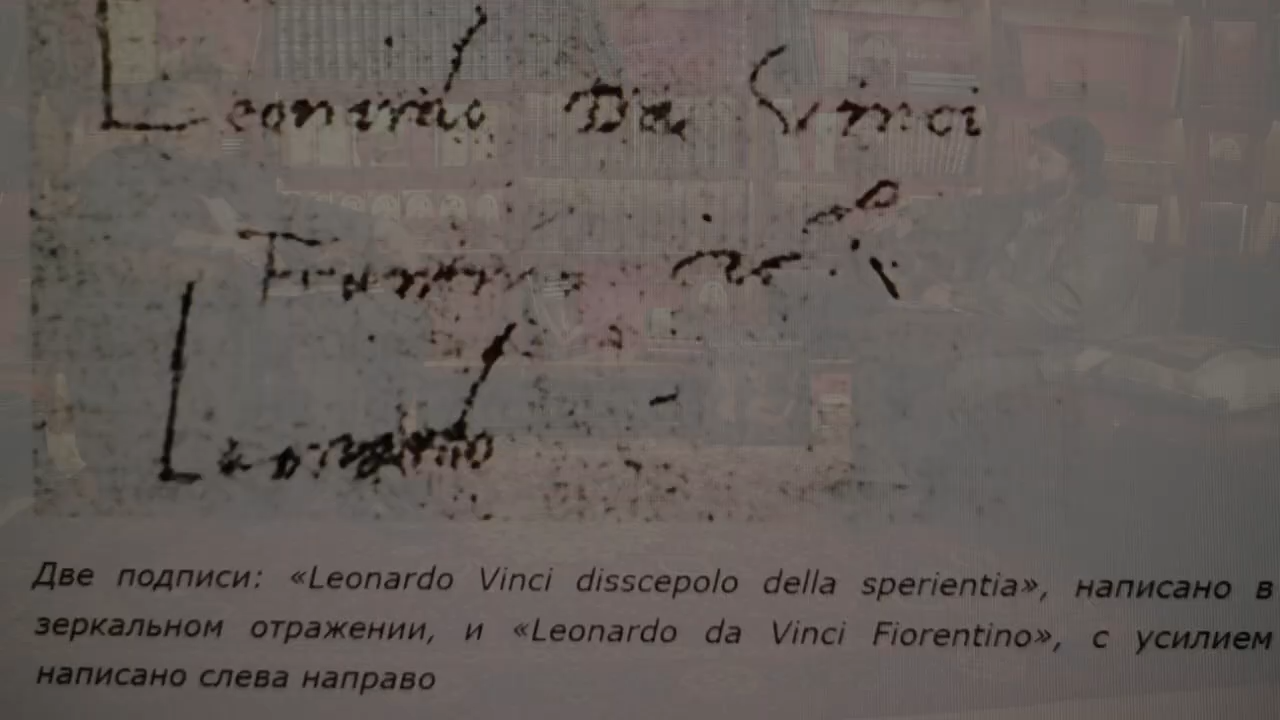 Leonardo Da Vinci
Leonardo
Две подписи: «Leonardo Vinci disscepolo della sperientia», написано в
зеркальном отражении, и «Leonardo da Vinci Fiorentino», с усилием
написано слева направо